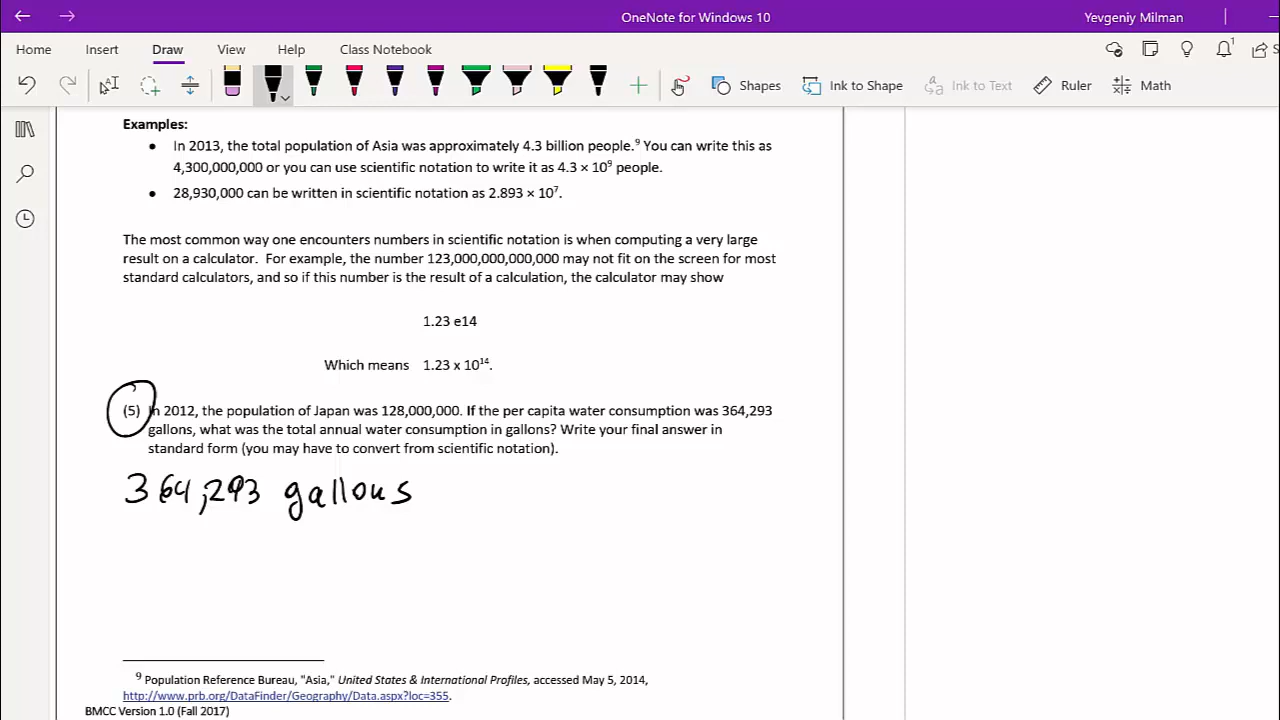 OneNote for Windows 10
Yevgeniy Milman
Home Insert Draw View Help Class Notebook
Shapes Ink to Shape Ink to Text Ruler Math
Examples:
• In 2013, the total population of Asia was approximately 4.3 billion people.⁹ You can write this as
4,300,000,000 or you can use scientific notation to write it as 4.3 × 10⁹ people.
• 28,930,000 can be written in scientific notation as 2.893 × 10⁷.
The most common way one encounters numbers in scientific notation is when computing a very large
result on a calculator. For example, the number 123,000,000,000,000 may not fit on the screen for most
standard calculators, and so if this number is the result of a calculation, the calculator may show
1.23 e14
Which means 1.23 x 10¹⁴.
(5) In 2012, the population of Japan was 128,000,000. If the per capita water consumption was 364,293
gallons, what was the total annual water consumption in gallons? Write your final answer in
standard form (you may have to convert from scientific notation).
364,293 gallons
⁹ Population Reference Bureau, "Asia," United States & International Profiles, accessed May 5, 2014,
http://www.prb.org/DataFinder/Geography/Data.aspx?loc=355.
BMCC Version 1.0 (Fall 2017)